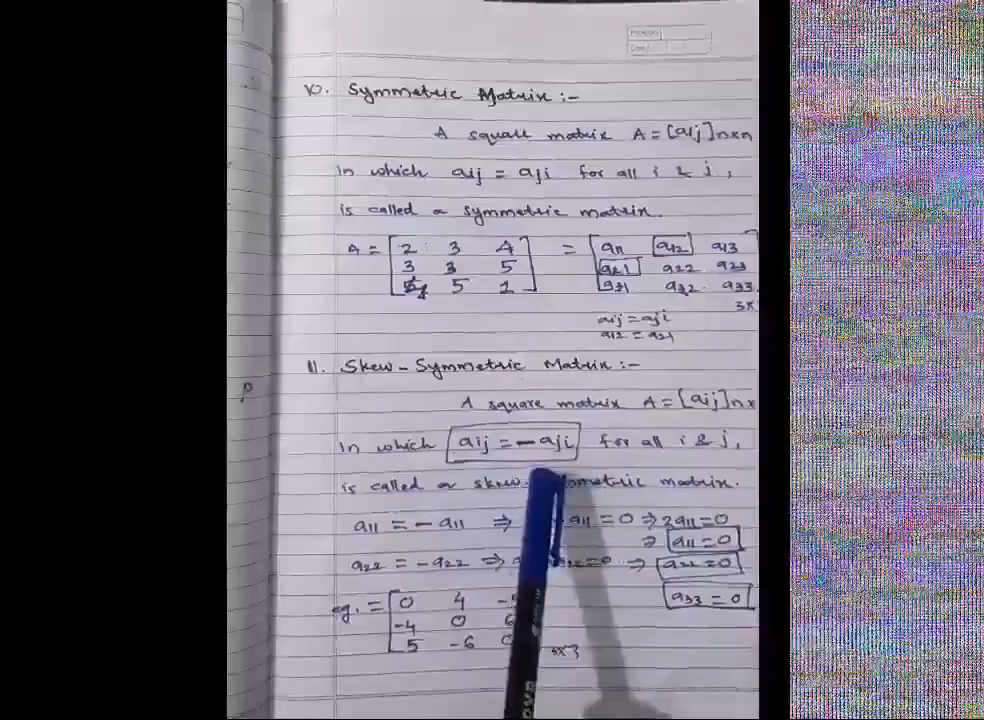 10. Symmetric Matrix :-
A square matrix A = [aij]n×n
in which aij = aji for all i & j,
is called a symmetric matrix.
A = [2 3 4 = [a11 a12 a13
3 3 5 a21 a22 a23
4 5 1] a31 a32 a33
3×
aij = aji
a12 = a21
11. Skew-Symmetric Matrix :-
A square matrix A = [aij]n×
in which aij = -aji for all i & j,
is called a skew mmetric matrix.
a11 = -a11 ⇒ a11 = 0 ⇒ 2a11 = 0
⇒ a11 = 0
a22 = -a22 ⇒ = 0 ⇒ a22 = 0
eg. = [0 4 a33 = 0
-4 0 6
5 -6 0
3×3